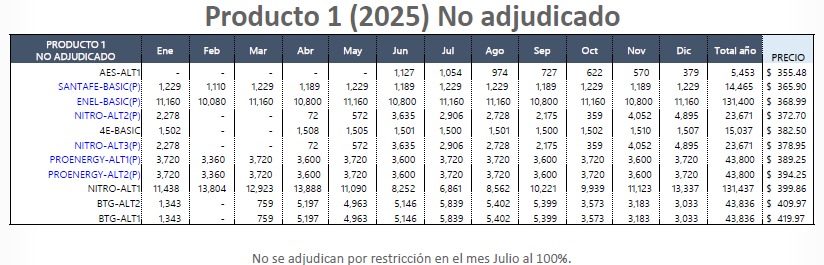 Producto 1 (2025) No adjudicado
PRODUCTO 1 NO ADJUDICADO Ene Feb Mar Abr May Jun Jul Ago Sep Oct Nov Dic Total año PRECIO
AES-ALT1 - - - - - 1,127 1,054 974 727 622 570 379 5,453 $ 355.48
SANTAFE-BASIC(P) 1,229 1,110 1,229 1,189 1,229 1,189 1,229 1,229 1,189 1,229 1,189 1,229 14,465 $ 365.90
ENEL-BASIC(P) 11,160 10,080 11,160 10,800 11,160 10,800 11,160 11,160 10,800 11,160 10,800 11,160 131,400 $ 368.99
NITRO-ALT2(P) 2,278 - - 72 572 3,635 2,906 2,728 2,175 359 4,052 4,895 23,671 $ 372.70
4E-BASIC 1,502 - - 1,508 1,505 1,501 1,500 1,501 1,500 1,502 1,510 1,507 15,037 $ 382.50
NITRO-ALT3(P) 2,278 - - 72 572 3,635 2,906 2,728 2,175 359 4,052 4,895 23,671 $ 378.95
PROENERGY-ALT1(P) 3,720 3,360 3,720 3,600 3,720 3,600 3,720 3,720 3,600 3,720 3,600 3,720 43,800 $ 389.25
PROENERGY-ALT2(P) 3,720 3,360 3,720 3,600 3,720 3,600 3,720 3,720 3,600 3,720 3,600 3,720 43,800 $ 394.25
NITRO-ALT1 11,438 13,804 12,923 13,888 11,090 8,252 6,861 8,562 10,221 9,939 11,123 13,337 131,437 $ 399.86
BTG-ALT2 1,343 - 759 5,197 4,963 5,146 5,839 5,402 5,399 3,573 3,183 3,033 43,836 $ 409.97
BTG-ALT1 1,343 - 759 5,197 4,963 5,146 5,839 5,402 5,399 3,573 3,183 3,033 43,836 $ 419.97
No se adjudican por restricción en el mes Julio al 100%.